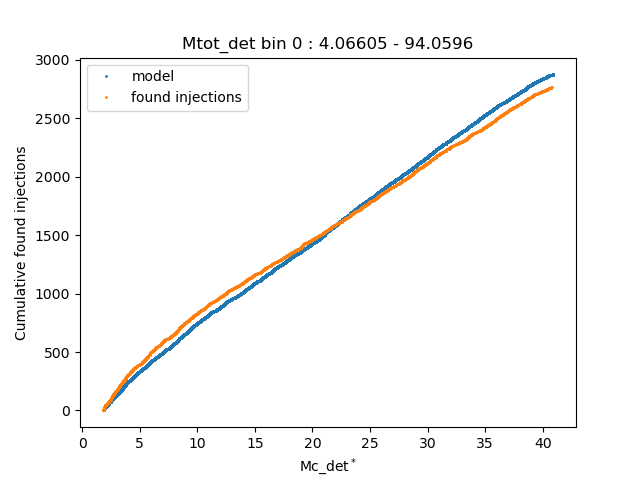 Mtot_det bin 0 : 4.06605 - 94.0596
model
found injections
Cumulative found injections
3000
2500
2000
1500
1000
500
0
0 5 10 15 20 25 30 35 40
Mc_det*